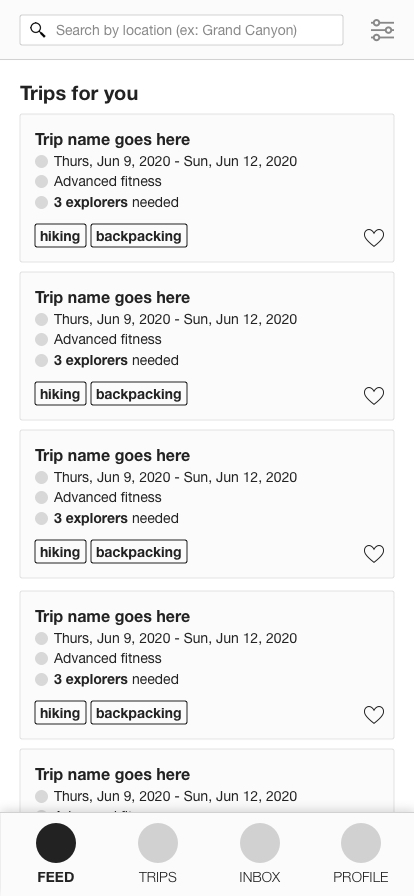 Search by location (ex: Grand Canyon)
Trips for you
Trip name goes here
Thurs, Jun 9, 2020 - Sun, Jun 12, 2020
Advanced fitness
3 explorers needed
hiking backpacking
Trip name goes here
Thurs, Jun 9, 2020 - Sun, Jun 12, 2020
Advanced fitness
3 explorers needed
hiking backpacking
Trip name goes here
Thurs, Jun 9, 2020 - Sun, Jun 12, 2020
Advanced fitness
3 explorers needed
hiking backpacking
Trip name goes here
Thurs, Jun 9, 2020 - Sun, Jun 12, 2020
Advanced fitness
3 explorers needed
hiking backpacking
Trip name goes here
Thurs, Jun 9, 2020 - Sun, Jun 12, 2020
FEED TRIPS INBOX PROFILE